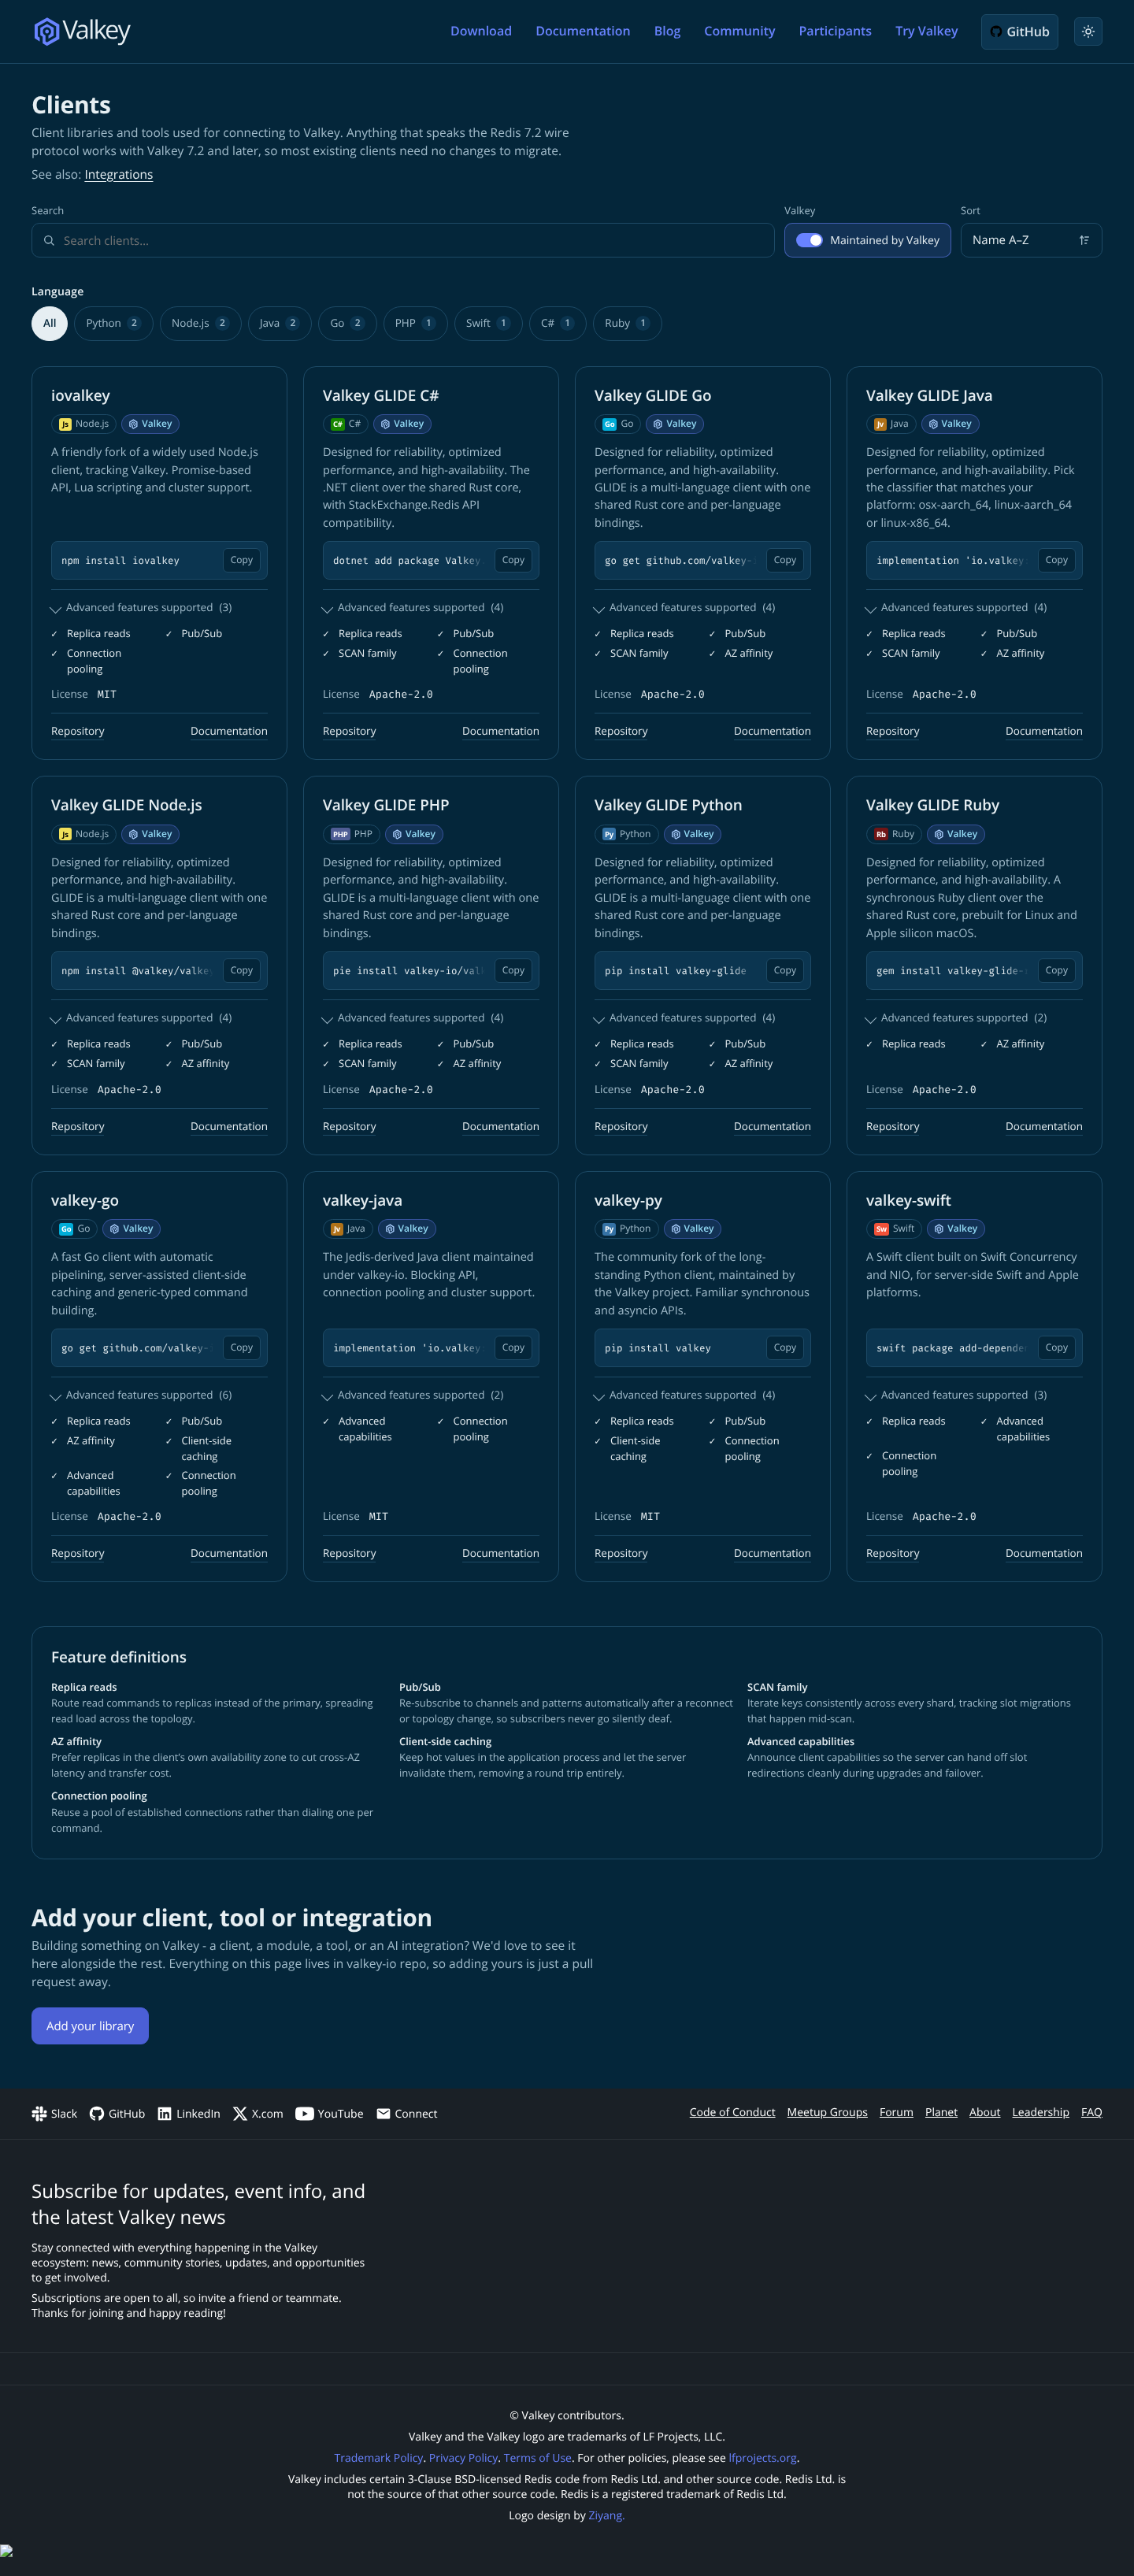 Valkey
Download Documentation Blog Community Participants Try Valkey GitHub
Clients
Client libraries and tools used for connecting to Valkey. Anything that speaks the Redis 7.2 wire
protocol works with Valkey 7.2 and later, so most existing clients need no changes to migrate.
See also: Integrations
Search Valkey Sort
Search clients... Maintained by Valkey Name A–Z
Language
All Python 2 Node.js 2 Java 2 Go 2 PHP 1 Swift 1 C# 1 Ruby 1
iovalkey
Js Node.js Valkey
A friendly fork of a widely used Node.js
client, tracking Valkey. Promise-based
API, Lua scripting and cluster support.
npm install iovalkey Copy
Advanced features supported (3)
✓ Replica reads ✓ Pub/Sub
✓ Connection
pooling
License MIT
Repository Documentation
Valkey GLIDE C#
C# C# Valkey
Designed for reliability, optimized
performance, and high-availability. The
.NET client over the shared Rust core,
with StackExchange.Redis API
compatibility.
dotnet add package Valkey Copy
Advanced features supported (4)
✓ Replica reads ✓ Pub/Sub
✓ SCAN family ✓ Connection
pooling
License Apache-2.0
Repository Documentation
Valkey GLIDE Go
Go Go Valkey
Designed for reliability, optimized
performance, and high-availability.
GLIDE is a multi-language client with one
shared Rust core and per-language
bindings.
go get github.com/valkey- Copy
Advanced features supported (4)
✓ Replica reads ✓ Pub/Sub
✓ SCAN family ✓ AZ affinity
License Apache-2.0
Repository Documentation
Valkey GLIDE Java
Jv Java Valkey
Designed for reliability, optimized
performance, and high-availability. Pick
the classifier that matches your
platform: osx-aarch_64, linux-aarch_64
or linux-x86_64.
implementation 'io.valkey Copy
Advanced features supported (4)
✓ Replica reads ✓ Pub/Sub
✓ SCAN family ✓ AZ affinity
License Apache-2.0
Repository Documentation
Valkey GLIDE Node.js
Js Node.js Valkey
Designed for reliability, optimized
performance, and high-availability.
GLIDE is a multi-language client with one
shared Rust core and per-language
bindings.
npm install @valkey/valkey Copy
Advanced features supported (4)
✓ Replica reads ✓ Pub/Sub
✓ SCAN family ✓ AZ affinity
License Apache-2.0
Repository Documentation
Valkey GLIDE PHP
PHP PHP Valkey
Designed for reliability, optimized
performance, and high-availability.
GLIDE is a multi-language client with one
shared Rust core and per-language
bindings.
pie install valkey-io/valk Copy
Advanced features supported (4)
✓ Replica reads ✓ Pub/Sub
✓ SCAN family ✓ AZ affinity
License Apache-2.0
Repository Documentation
Valkey GLIDE Python
Py Python Valkey
Designed for reliability, optimized
performance, and high-availability.
GLIDE is a multi-language client with one
shared Rust core and per-language
bindings.
pip install valkey-glide Copy
Advanced features supported (4)
✓ Replica reads ✓ Pub/Sub
✓ SCAN family ✓ AZ affinity
License Apache-2.0
Repository Documentation
Valkey GLIDE Ruby
Rb Ruby Valkey
Designed for reliability, optimized
performance, and high-availability. A
synchronous Ruby client over the
shared Rust core, prebuilt for Linux and
Apple silicon macOS.
gem install valkey-glide- Copy
Advanced features supported (2)
✓ Replica reads ✓ AZ affinity
License Apache-2.0
Repository Documentation
valkey-go
Go Go Valkey
A fast Go client with automatic
pipelining, server-assisted client-side
caching and generic-typed command
building.
go get github.com/valkey- Copy
Advanced features supported (6)
✓ Replica reads ✓ Pub/Sub
✓ AZ affinity ✓ Client-side
caching
✓ Advanced ✓ Connection
capabilities pooling
License Apache-2.0
Repository Documentation
valkey-java
Jv Java Valkey
The Jedis-derived Java client maintained
under valkey-io. Blocking API,
connection pooling and cluster support.
implementation 'io.valkey Copy
Advanced features supported (2)
✓ Advanced ✓ Connection
capabilities pooling
License MIT
Repository Documentation
valkey-py
Py Python Valkey
The community fork of the long-
standing Python client, maintained by
the Valkey project. Familiar synchronous
and asyncio APIs.
pip install valkey Copy
Advanced features supported (4)
✓ Replica reads ✓ Pub/Sub
✓ Client-side ✓ Connection
caching pooling
License MIT
Repository Documentation
valkey-swift
Sw Swift Valkey
A Swift client built on Swift Concurrency
and NIO, for server-side Swift and Apple
platforms.
swift package add-depende Copy
Advanced features supported (3)
✓ Replica reads ✓ Advanced
capabilities
✓ Connection
pooling
License Apache-2.0
Repository Documentation
Feature definitions
Replica reads
Route read commands to replicas instead of the primary, spreading
read load across the topology.
Pub/Sub
Re-subscribe to channels and patterns automatically after a reconnect
or topology change, so subscribers never go silently deaf.
SCAN family
Iterate keys consistently across every shard, tracking slot migrations
that happen mid-scan.
AZ affinity
Prefer replicas in the client’s own availability zone to cut cross-AZ
latency and transfer cost.
Client-side caching
Keep hot values in the application process and let the server
invalidate them, removing a round trip entirely.
Advanced capabilities
Announce client capabilities so the server can hand off slot
redirections cleanly during upgrades and failover.
Connection pooling
Reuse a pool of established connections rather than dialing one per
command.
Add your client, tool or integration
Building something on Valkey - a client, a module, a tool, or an AI integration? We'd love to see it
here alongside the rest. Everything on this page lives in valkey-io repo, so adding yours is just a pull
request away.
Add your library
Slack GitHub LinkedIn X.com YouTube Connect
Code of Conduct Meetup Groups Forum Planet About Leadership FAQ
Subscribe for updates, event info, and
the latest Valkey news
Stay connected with everything happening in the Valkey
ecosystem: news, community stories, updates, and opportunities
to get involved.
Subscriptions are open to all, so invite a friend or teammate.
Thanks for joining and happy reading!
© Valkey contributors.
Valkey and the Valkey logo are trademarks of LF Projects, LLC.
Trademark Policy. Privacy Policy. Terms of Use. For other policies, please see lfprojects.org.
Valkey includes certain 3-Clause BSD-licensed Redis code from Redis Ltd. and other source code. Redis Ltd. is
not the source of that other source code. Redis is a registered trademark of Redis Ltd.
Logo design by Ziyang.